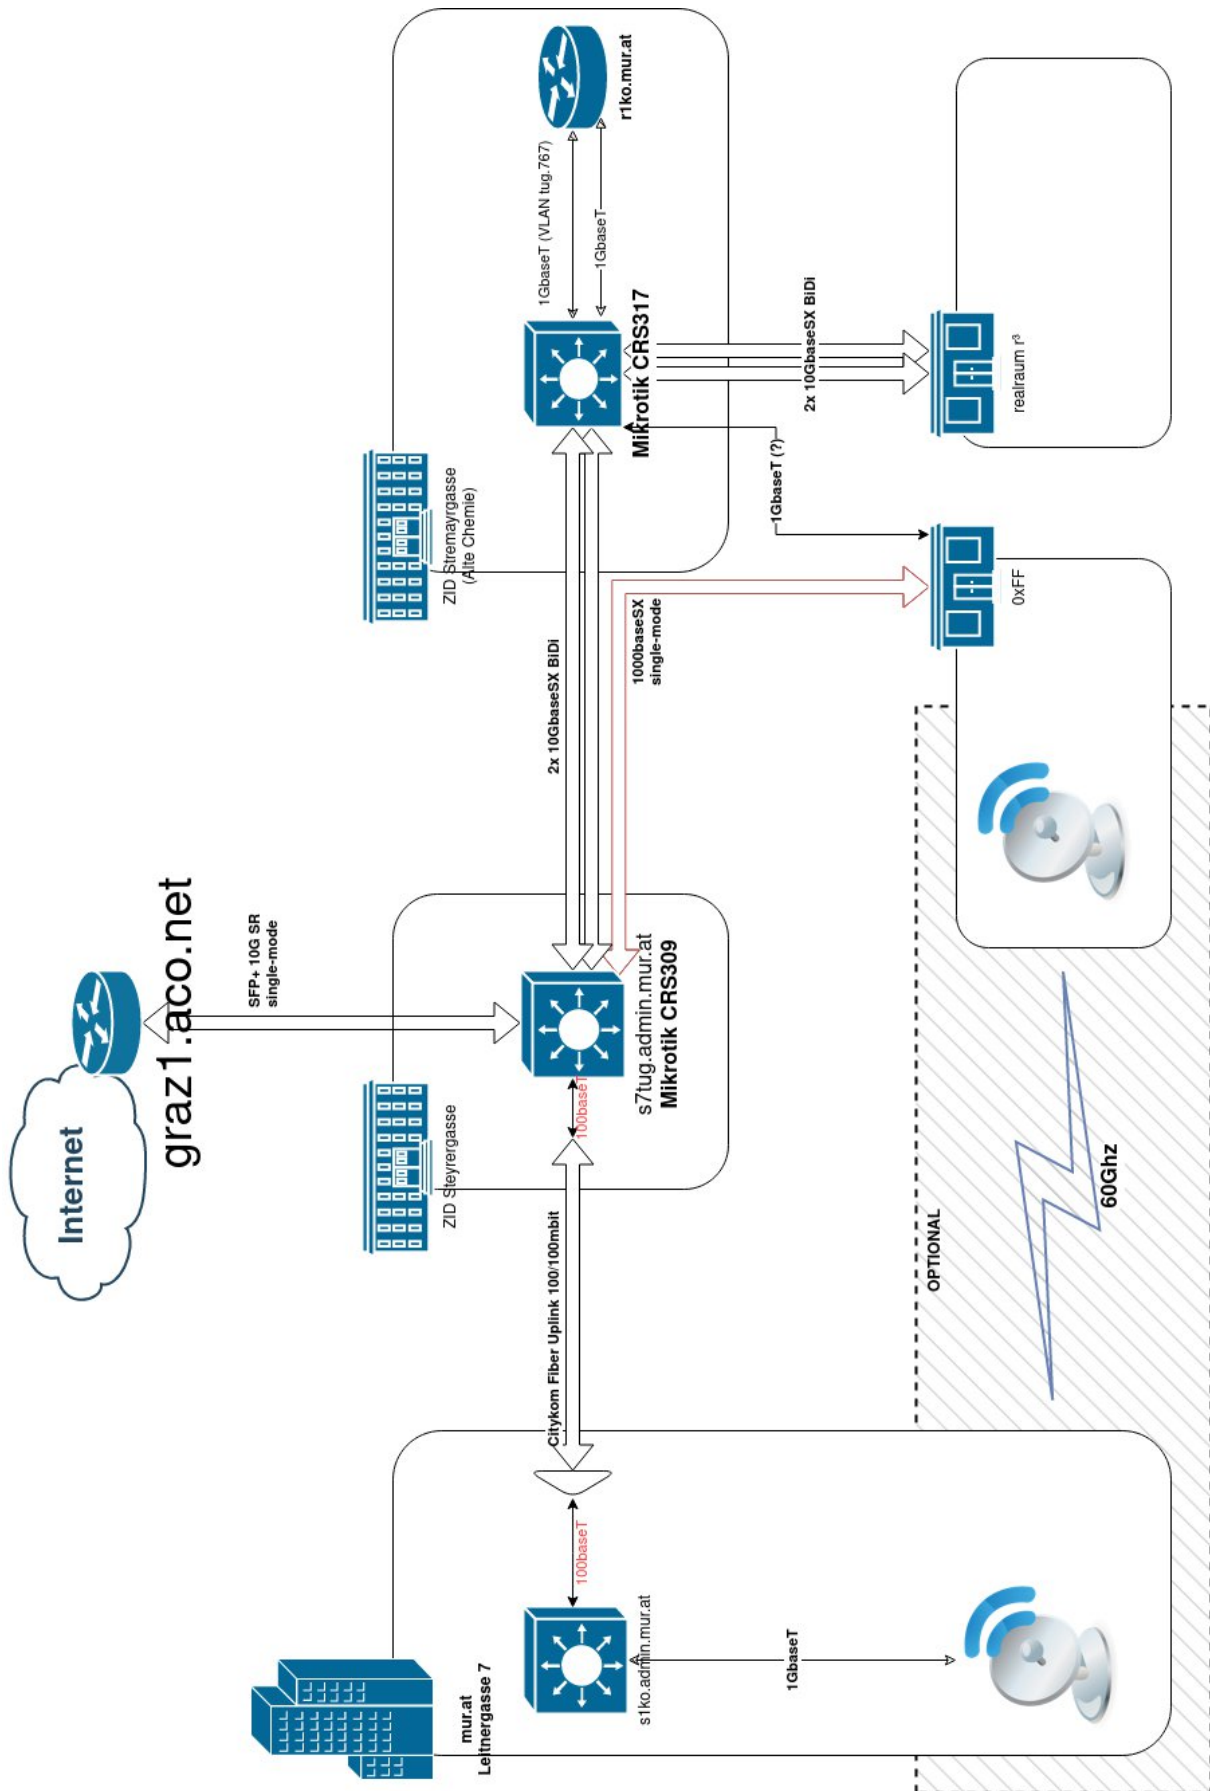 Internet
graz1.aco.net
SFP+ 10G SR
single-mode
mur.at
Leitnergasse 7
s1ko.admin.mur.at
100baseT
1GbaseT
Citykom Fiber Uplink 100/100mbit
ZID Steyrergasse
100baseT
s7tug.admin.mur.at
Mikrotik CRS309
2x 10GbaseSX BiDi
1000baseSX
single-mode
ZID Stremayrgasse
(Alte Chemie)
Mikrotik CRS317
1GbaseT (VLAN tug.767)
1GbaseT
r1ko.mur.at
1GbaseT (?)
2x 10GbaseSX BiDi
OPTIONAL
60Ghz
0xFF
realraum r³